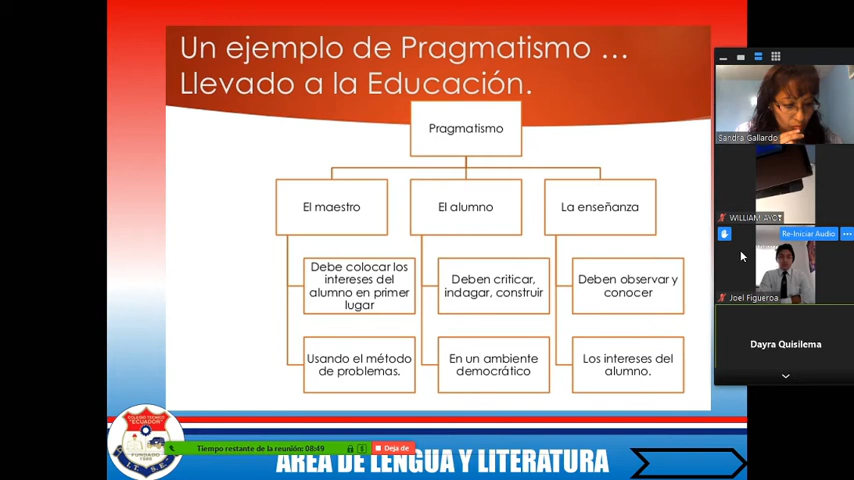 Un ejemplo de Pragmatismo ...
Llevado a la Educación.
Pragmatismo
El maestro
El alumno
La enseñanza
Debe colocar los
intereses del
alumno en primer
lugar
Deben criticar,
indagar, construir
Deben observar y
conocer
Usando el método
de problemas.
En un ambiente
democrático
Los intereses del
alumno.
Sandra Gallardo
Re-Iniciar Audio
Joel Figueroa
Dayra Quisilema
COLEGIO TECNICO
"ECUADOR"
Tiempo restante de la reunión: 08:49
Deja de
ÁREA DE LENGUA Y LITERATURA